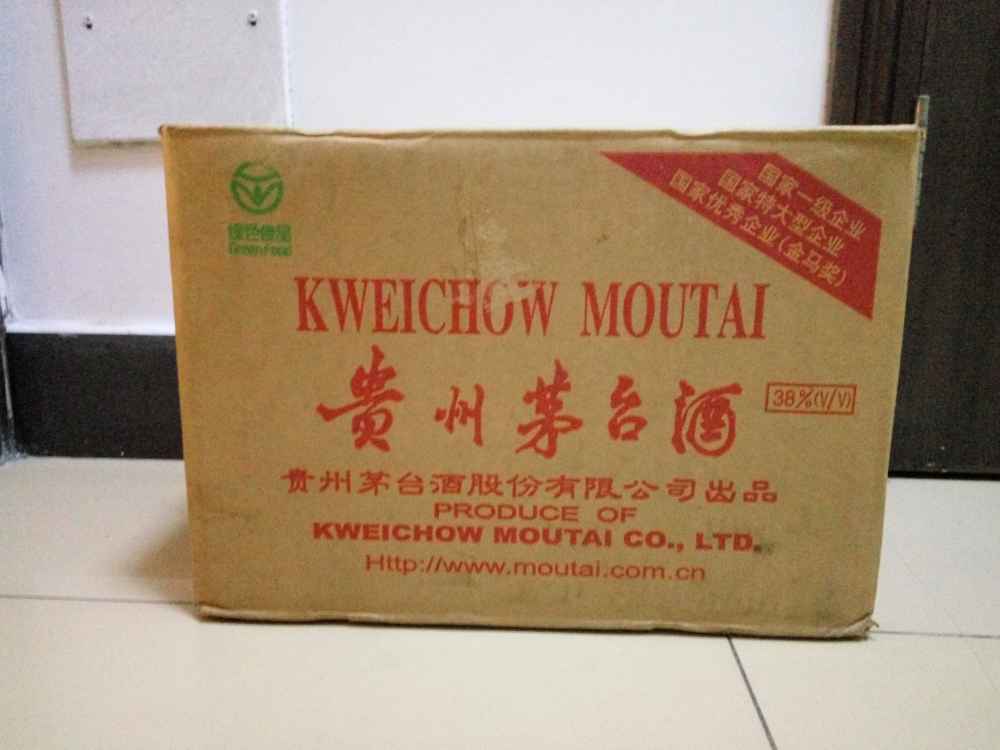 绿色食品
GreenFood
国家一级企业
国家特大型企业
国家优秀企业(金马奖)
KWEICHOW MOUTAI
贵州茅台酒
38%(V/V)
贵州茅台酒股份有限公司出品
PRODUCE OF
KWEICHOW MOUTAI CO., LTD.
Http://www.moutai.com.cn